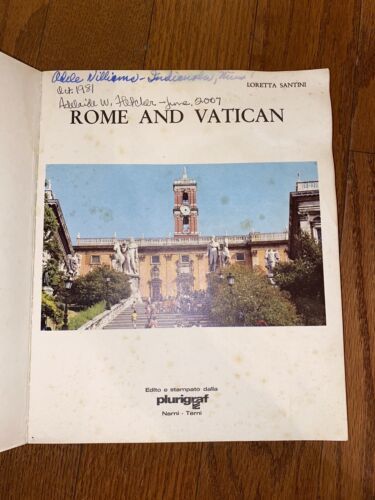 Adele Williams - Indianola, Miss
Oct. 1981
LORETTA SANTINI
Adelaide W. Fletcher - June, 2007
ROME AND VATICAN
Edito e stampato dalla
plurigraf
Narni - Terni